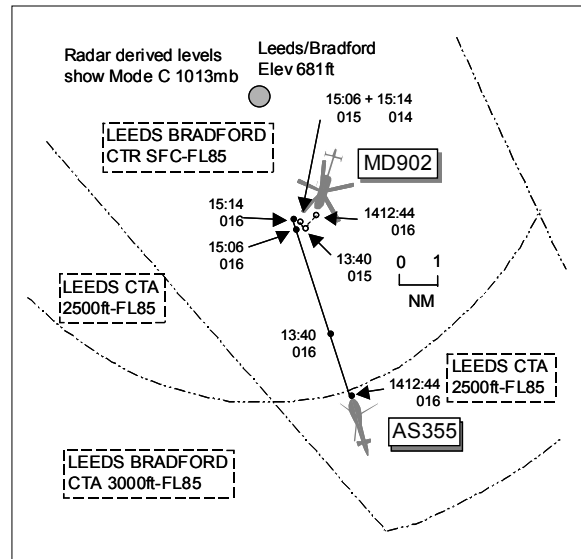 Radar derived levels
show Mode C 1013mb
Leeds/Bradford
Elev 681ft
15:06 + 15:14
015 014
LEEDS BRADFORD
CTR SFC-FL85
MD902
15:14
016
1412:44
016
15:06
016
13:40
015
0 1
NM
LEEDS CTA
2500ft-FL85
13:40
016
LEEDS CTA
2500ft-FL85
1412:44
016
AS355
LEEDS BRADFORD
CTA 3000ft-FL85